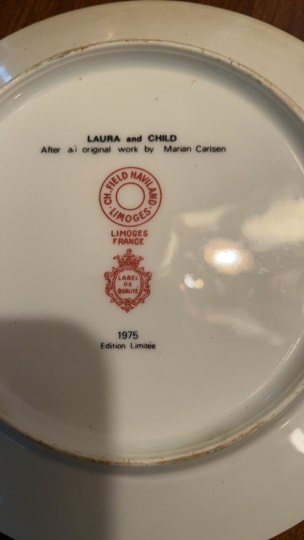 LAURA and CHILD
After an original work by Marian Carlsen
CH. FIELD HAVILAND
· LIMOGES ·
LIMOGES
FRANCE
LABEL
DE
QUALITÉ
1975
Edition Limitée